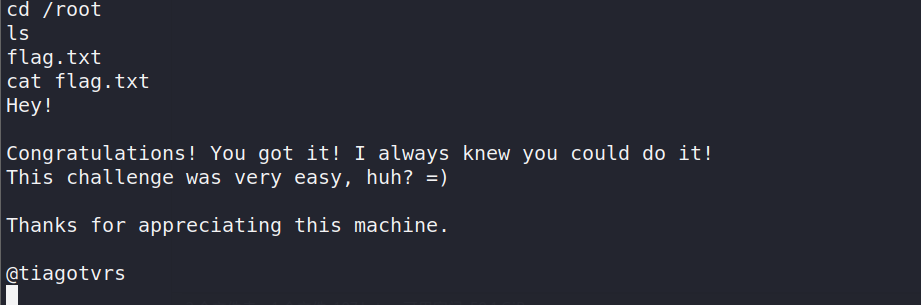 cd /root
ls
flag.txt
cat flag.txt
Hey!
Congratulations! You got it! I always knew you could do it!
This challenge was very easy, huh? =)
Thanks for appreciating this machine.
@tiagotvrs